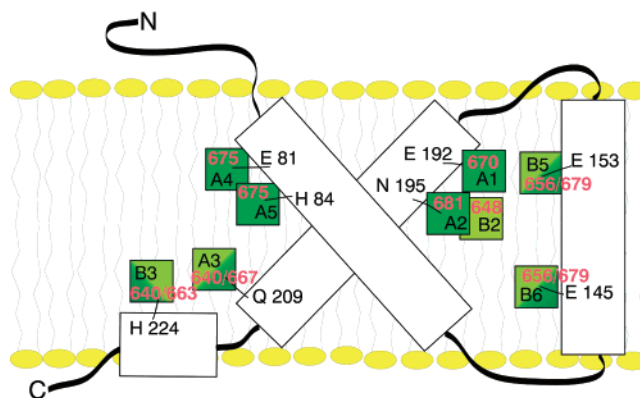 N
E 81
675
A4
675
A5
H 84
E 192
670
A1
N 195
681
A2
648
B2
B5
656/679
E 153
B3
640/663
A3
640/667
Q 209
656/679
B6
E 145
H 224
C